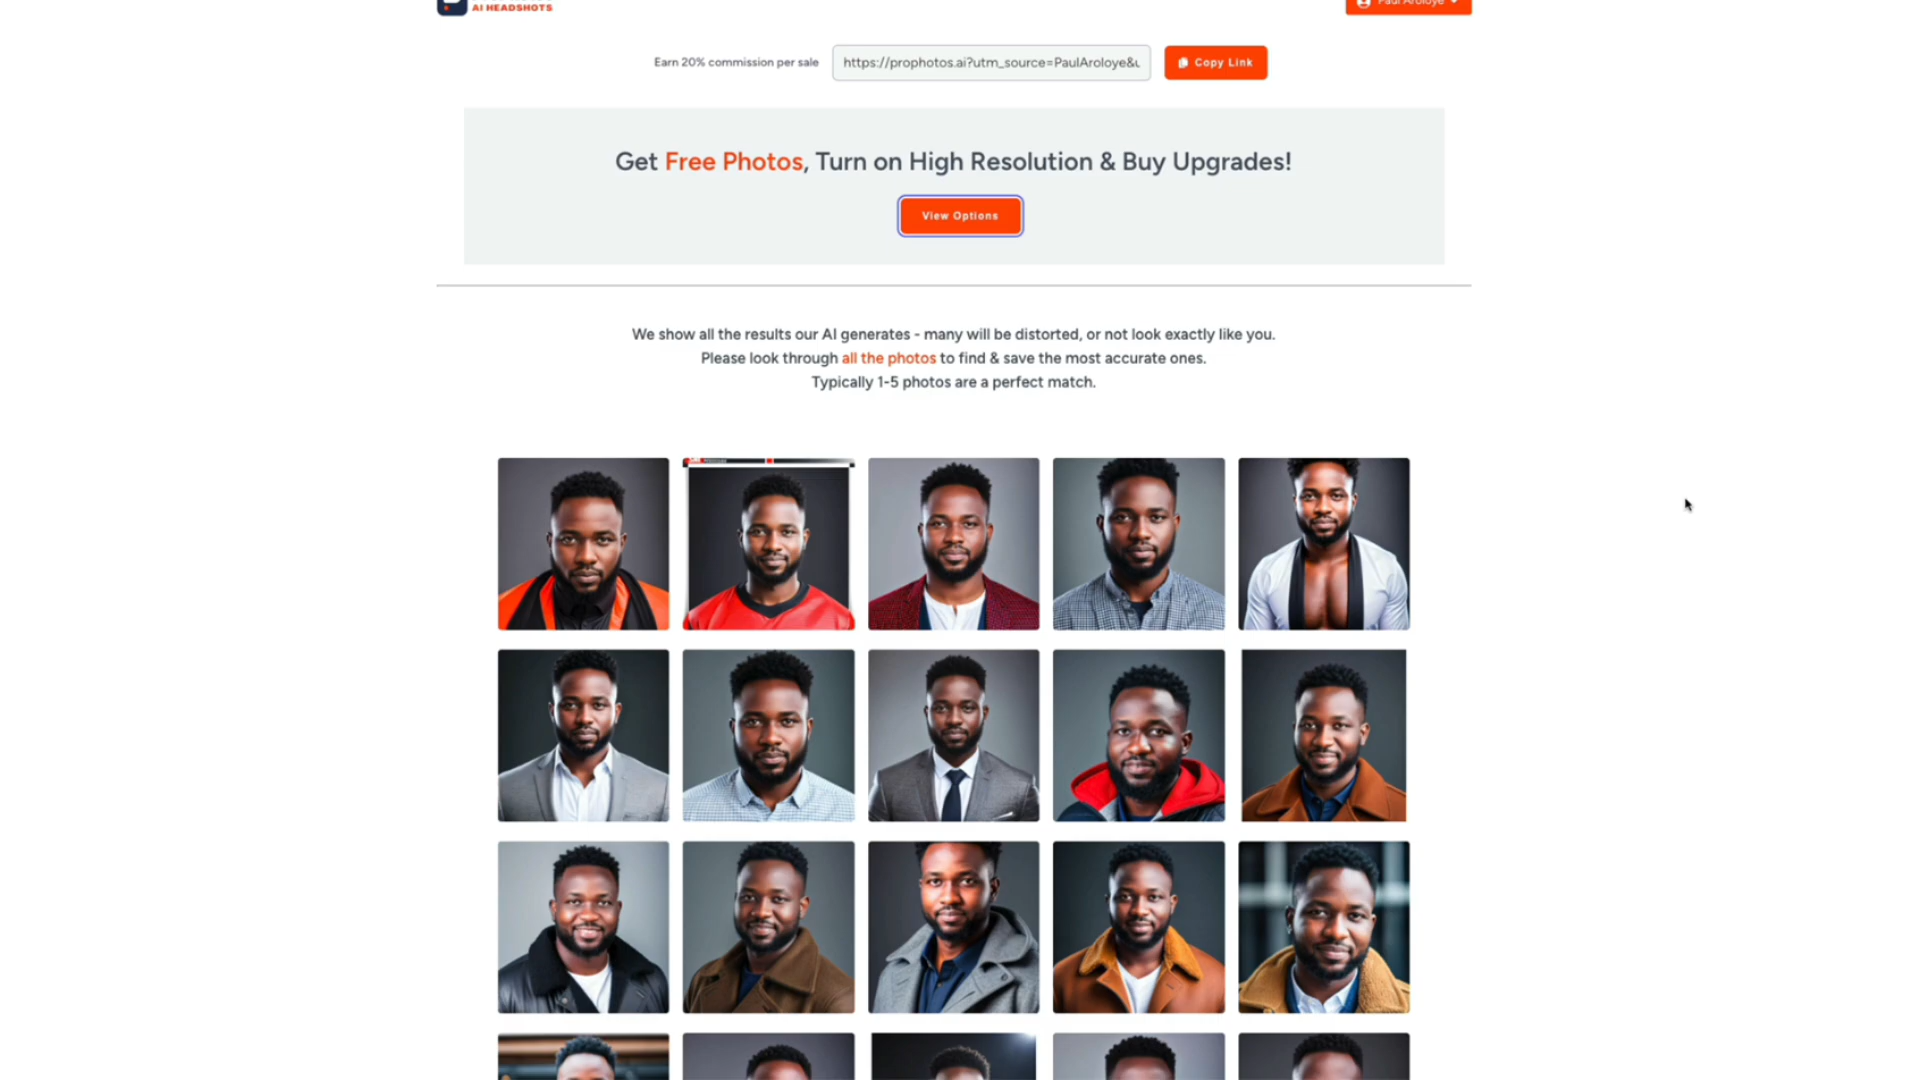 AI HEADSHOTS
Paul Aroloye
Earn 20% commission per sale
https://prophotos.ai?utm_source=PaulAroloye&u
Copy Link
Get Free Photos, Turn on High Resolution & Buy Upgrades!
View Options
We show all the results our AI generates - many will be distorted, or not look exactly like you.
Please look through all the photos to find & save the most accurate ones.
Typically 1-5 photos are a perfect match.